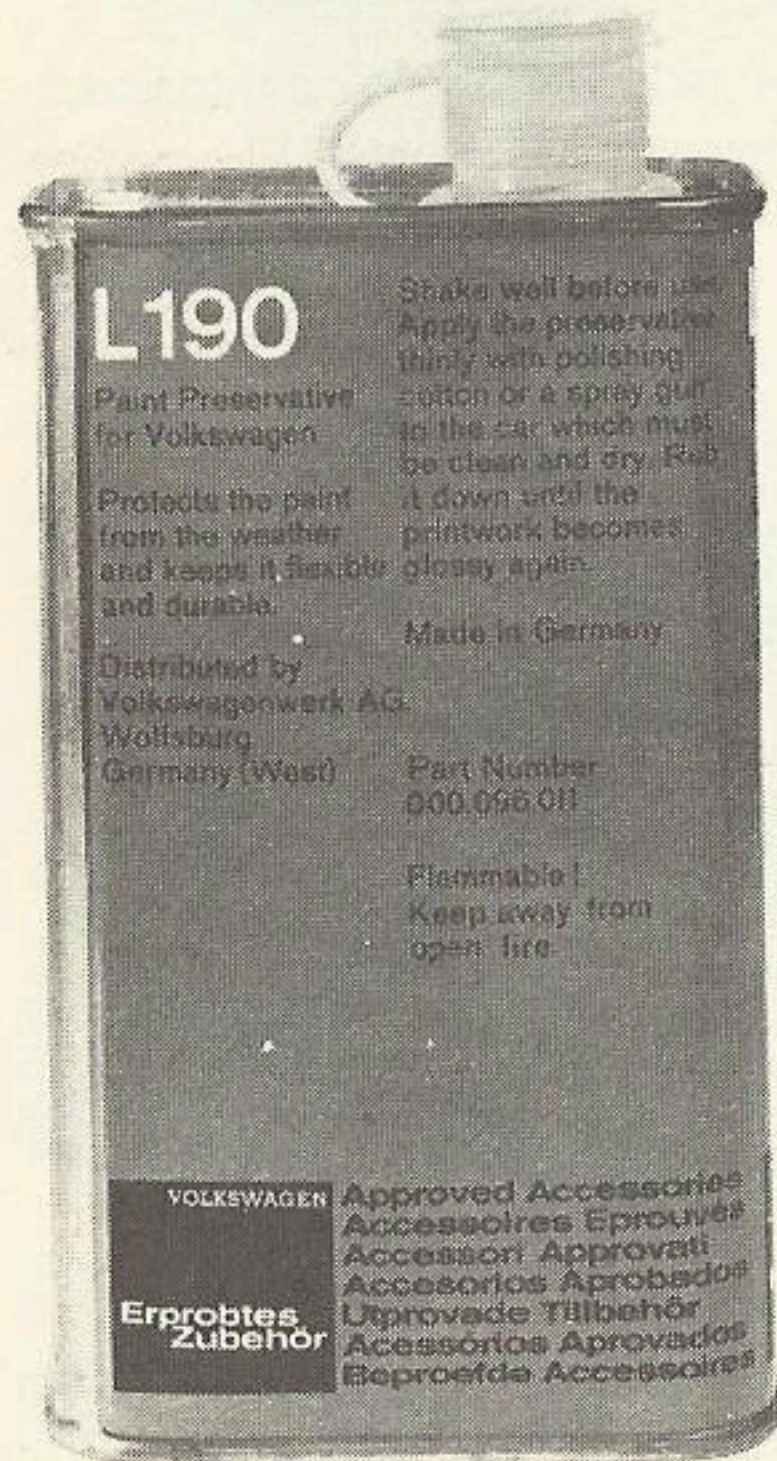 L190
Paint Preservative
for Volkswagen
Protects the paint
from the weather
and keeps it flexible
and durable.
Distributed by
Volkswagenwerk AG.
Wolfsburg
Germany (West)
Shake well before use.
Apply the preservative
thinly with polishing
cotton or a spray gun
to the car which must
be clean and dry. Rub
it down until the
printwork becomes
glossy again.
Made in Germany
Part Number
000.096.011
Flammable!
Keep away from
open fire
VOLKSWAGEN
Erprobtes
Zubehör
Approved Accessories
Accessoires Eprouvés
Accessori Approvati
Accesorios Aprobados
Utprovade Tillbehör
Acessórios Aprovados
Beproefde Accessoires